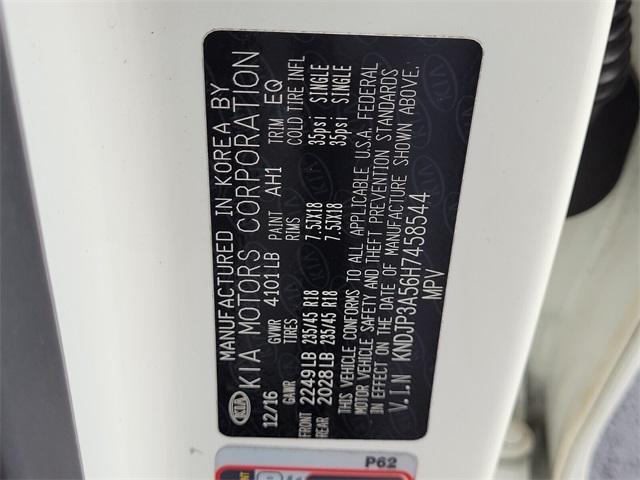 MANUFACTURED IN KOREA BY
KIA KIA MOTORS CORPORATION
12/16 GVWR 4101LB PAINT AH1 TRIM EQ
GAWR TIRES RIMS COLD TIRE INFL
FRONT 2249LB 235/45 R18 7.5JX18 35psi SINGLE
REAR 2028LB 235/45 R18 7.5JX18 35psi SINGLE
THIS VEHICLE CONFORMS TO ALL APPLICABLE U.S.A. FEDERAL
MOTOR VEHICLE SAFETY AND THEFT PREVENTION STANDARDS
IN EFFECT ON THE DATE OF MANUFACTURE SHOWN ABOVE.
V.I.N KNDJP3A56H7458544
MPV
P62